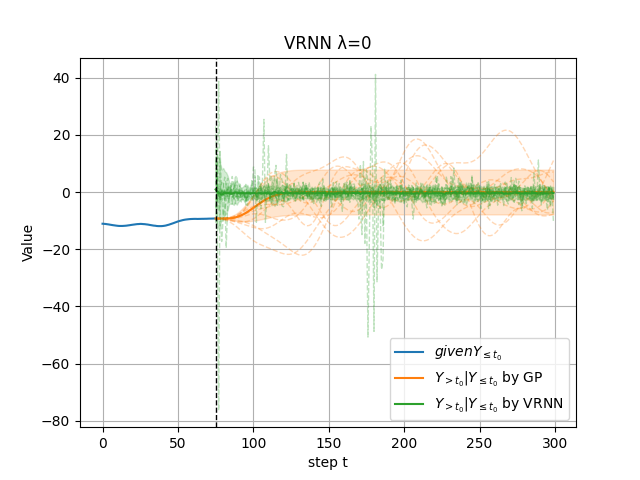 VRNN λ=0
40
20
0
−20
−40
−60
−80
Value
0 50 100 150 200 250 300
step t
given Y≤t₀
Y>t₀|Y≤t₀ by GP
Y>t₀|Y≤t₀ by VRNN